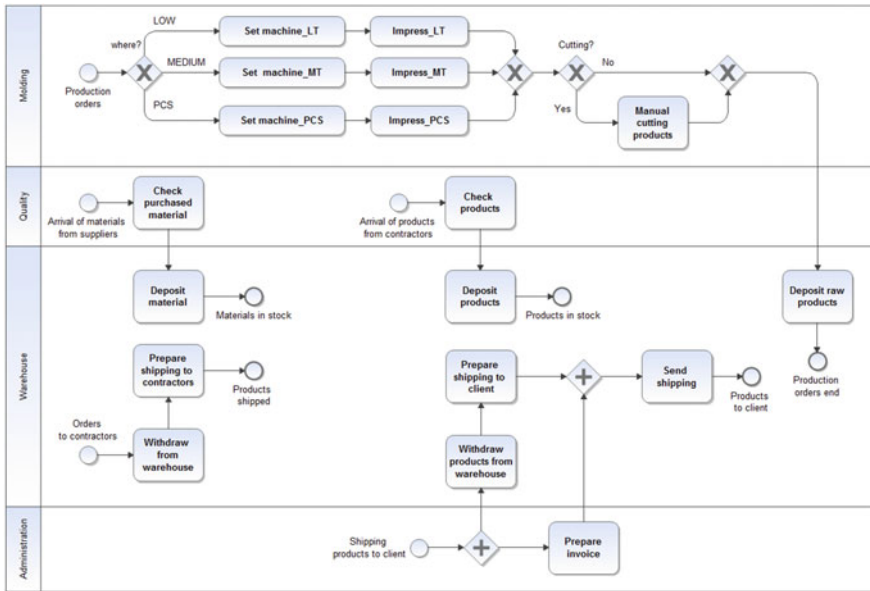 Molding
LOW
where?
MEDIUM
PCS
Production
orders
Set machine_LT
Impress_LT
Set machine_MT
Impress_MT
Set machine_PCS
Impress_PCS
Cutting?
No
Yes
Manual
cutting
products
Quality
Arrival of materials
from suppliers
Check
purchased
material
Arrival of products
from contractors
Check
products
Warehouse
Deposit
material
Materials in stock
Deposit
products
Products in stock
Deposit raw
products
Production
orders end
Prepare
shipping to
contractors
Products
shipped
Orders
to contractors
Withdraw
from
warehouse
Prepare
shipping to
client
Withdraw
products from
warehouse
Send
shipping
Products
to client
Administration
Shipping
products to client
Prepare
invoice